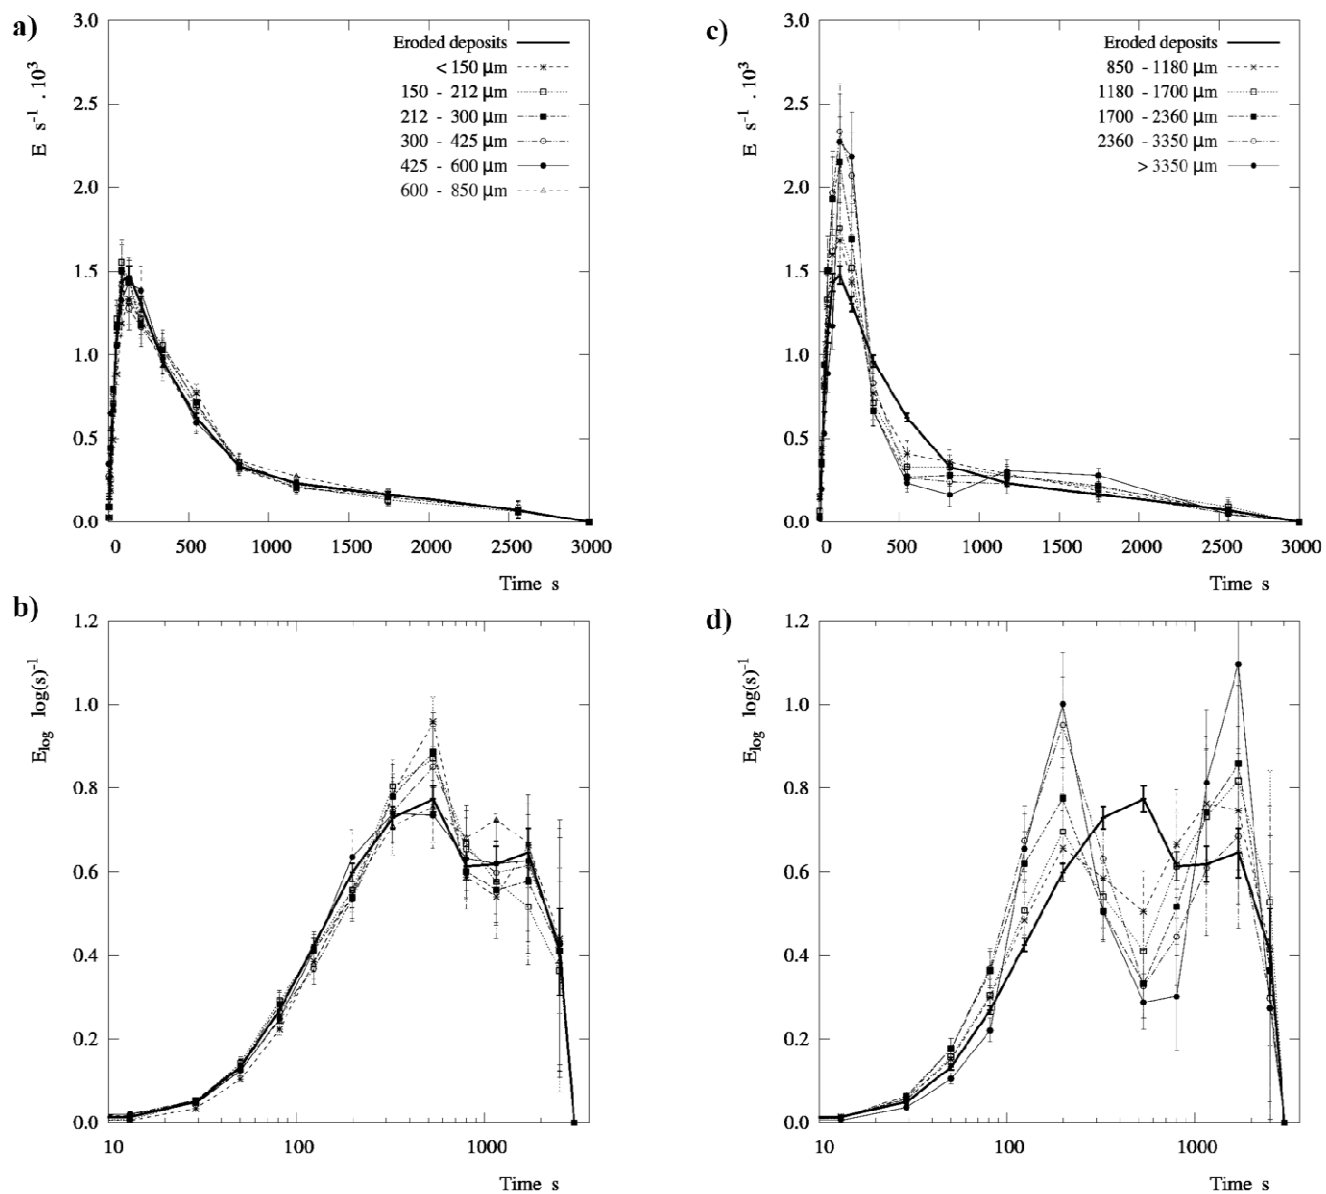 a)
3.0
2.5
2.0
1.5
1.0
0.5
0.0
E s⁻¹ . 10³
Eroded deposits
< 150 μm
150 - 212 μm
212 - 300 μm
300 - 425 μm
425 - 600 μm
600 - 850 μm
0 500 1000 1500 2000 2500 3000
Time s
c)
3.0
2.5
2.0
1.5
1.0
0.5
0.0
E s⁻¹ . 10³
Eroded deposits
850 - 1180 μm
1180 - 1700 μm
1700 - 2360 μm
2360 - 3350 μm
> 3350 μm
0 500 1000 1500 2000 2500 3000
Time s
b)
1.2
1.0
0.8
0.6
0.4
0.2
0.0
E_log log(s)⁻¹
10 100 1000
Time s
d)
1.2
1.0
0.8
0.6
0.4
0.2
0.0
E_log log(s)⁻¹
10 100 1000
Time s